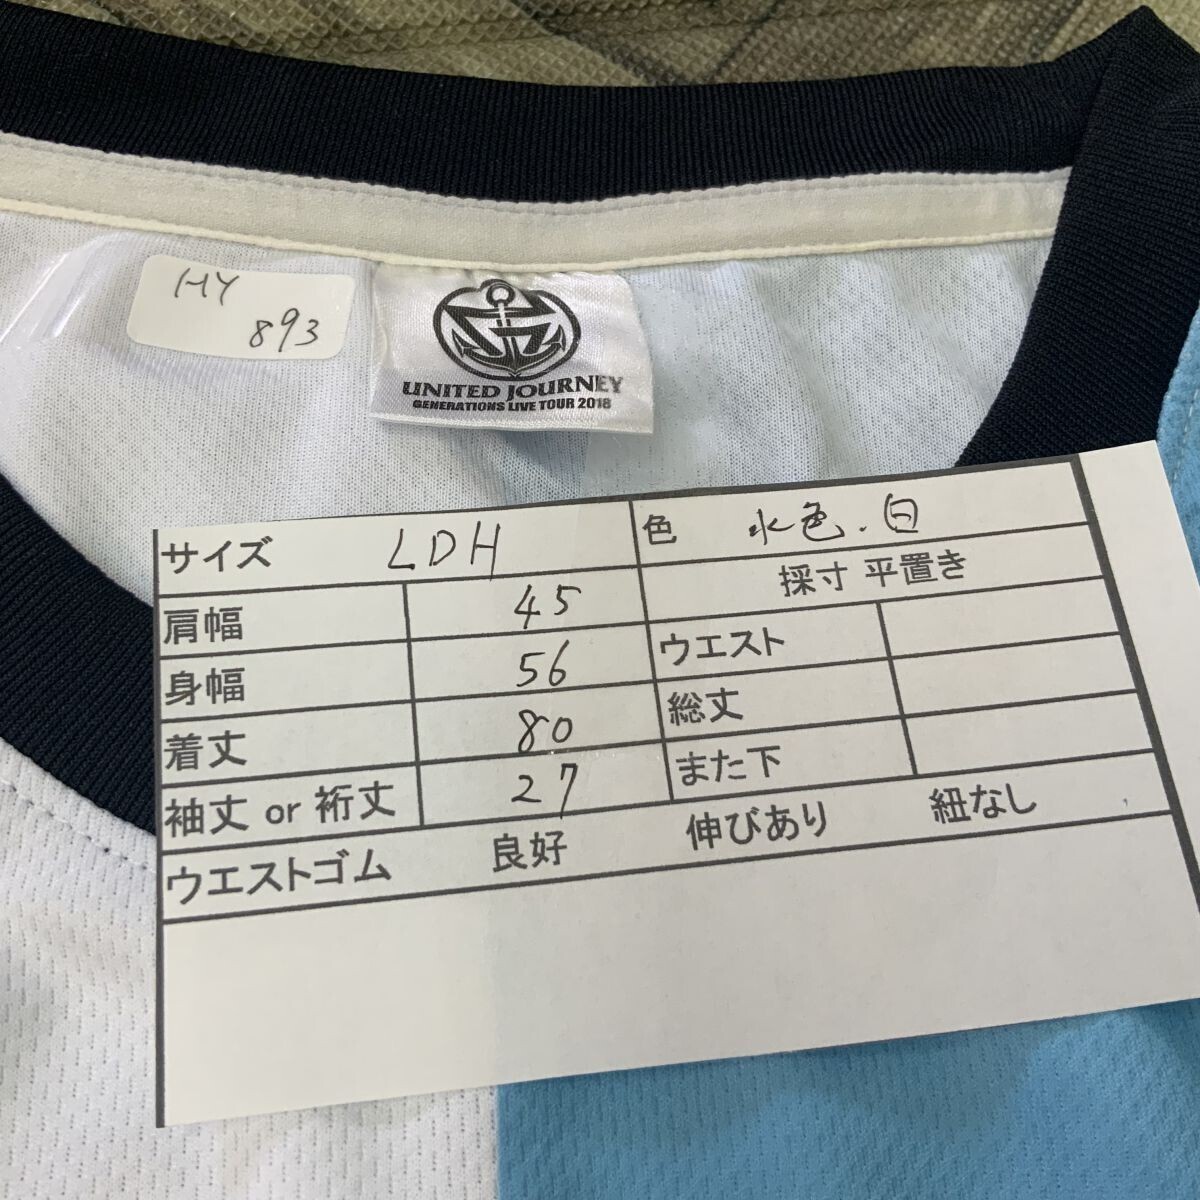 HY
893
UNITED JOURNEY
GENERATIONS LIVE TOUR 2018
サイズ LDH 色 水色.白
肩幅 45 採寸 平置き
身幅 56 ウエスト
着丈 80 総丈
袖丈 or 裄丈 27 また下
ウエストゴム 良好 伸びあり 紐なし